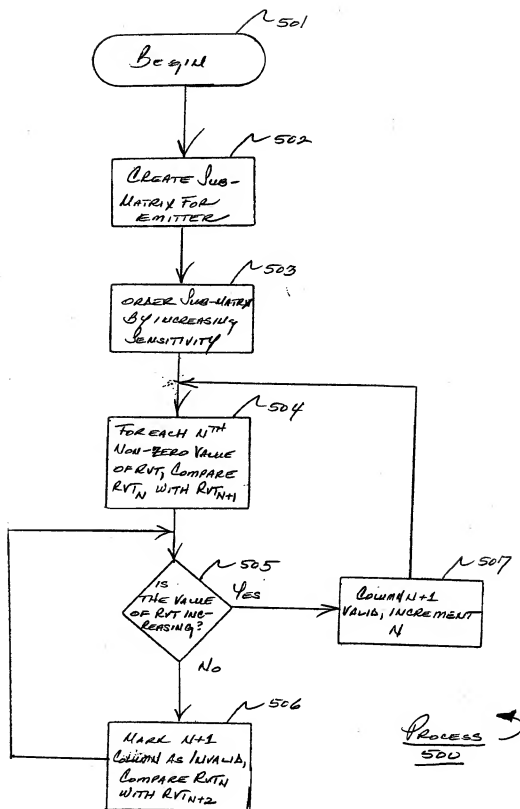 501
Begin
502
CREATE SUB-
MATRIX FOR
EMITTER
503
ORDER SUB-MATRIX
BY INCREASING
SENSITIVITY
504
FOR EACH NTH
NON-ZERO VALUE
OF RVT, COMPARE
RVTN WITH RVTN+1
505
IS
THE VALUE
OF RVT INC-
REASING?
YES
507
COLUMN N+1
VALID, INCREMENT
N
NO
506
MARK N+1
COLUMN AS INVALID,
COMPARE RVTN
WITH RVTN+2
PROCESS
500